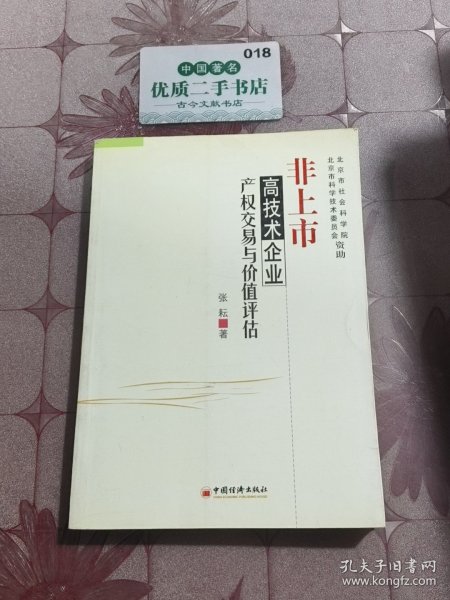 018
中国著名
优质二手书店
古今文献书店
北京市社会科学院
北京市科学技术委员会
资助
非上市
高技术企业
产权交易与价值评估
张耘 著
中国经济出版社
孔夫子旧书网
www.kongfz.com